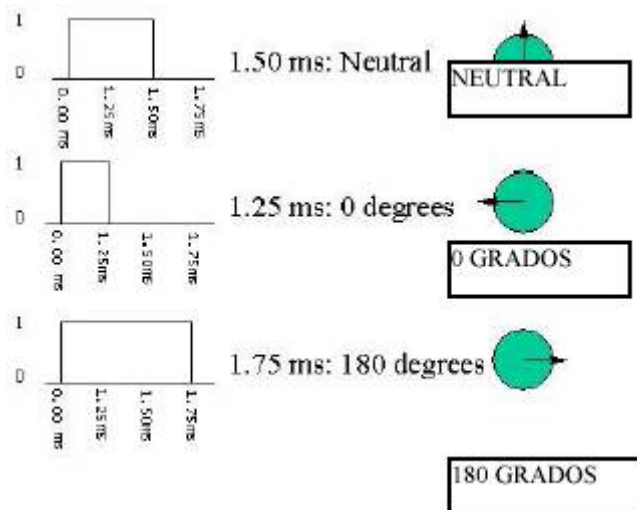 1
0
0.00 ms
1.25ms
1.50ms
1.75ms
1.50 ms: Neutral
NEUTRAL
1
0
0.00 ms
1.25ms
1.50ms
1.75ms
1.25 ms: 0 degrees
0 GRADOS
1
0
0.00 ms
1.25ms
1.50ms
1.75ms
1.75 ms: 180 degrees
180 GRADOS